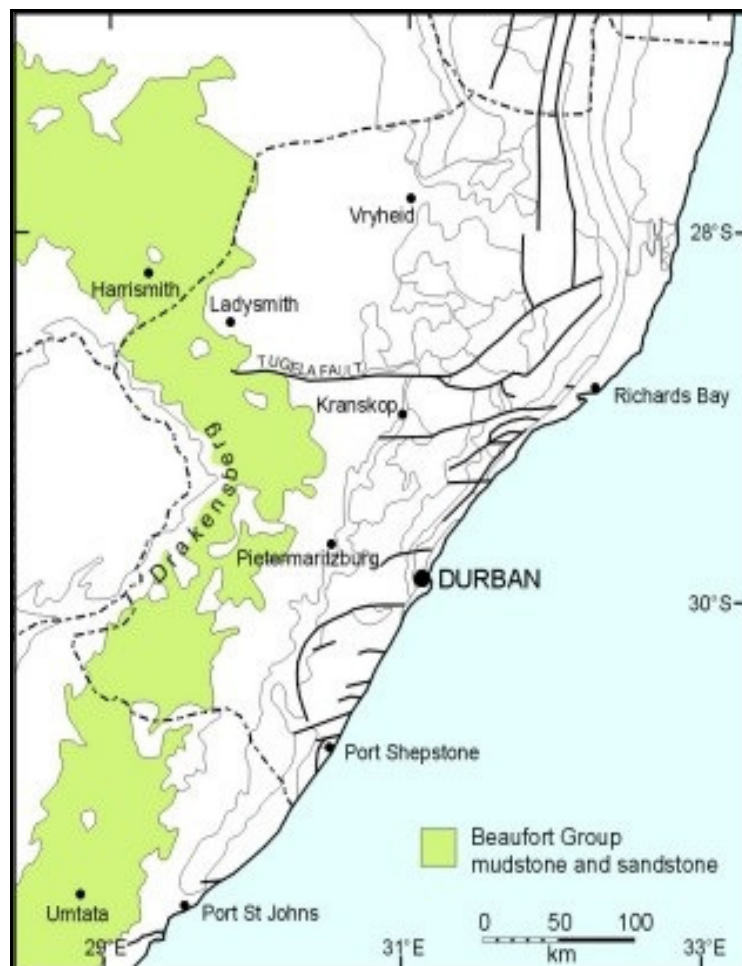 Vryheid
28°S
Harrismith
Ladysmith
TUGELA FAULT
Kranskop
Richards Bay
Drakensberg
Pietermaritzburg
DURBAN
30°S
Port Shepstone
Beaufort Group
mudstone and sandstone
Umtata
Port St Johns
0 50 100
km
29°E
31°E
33°E